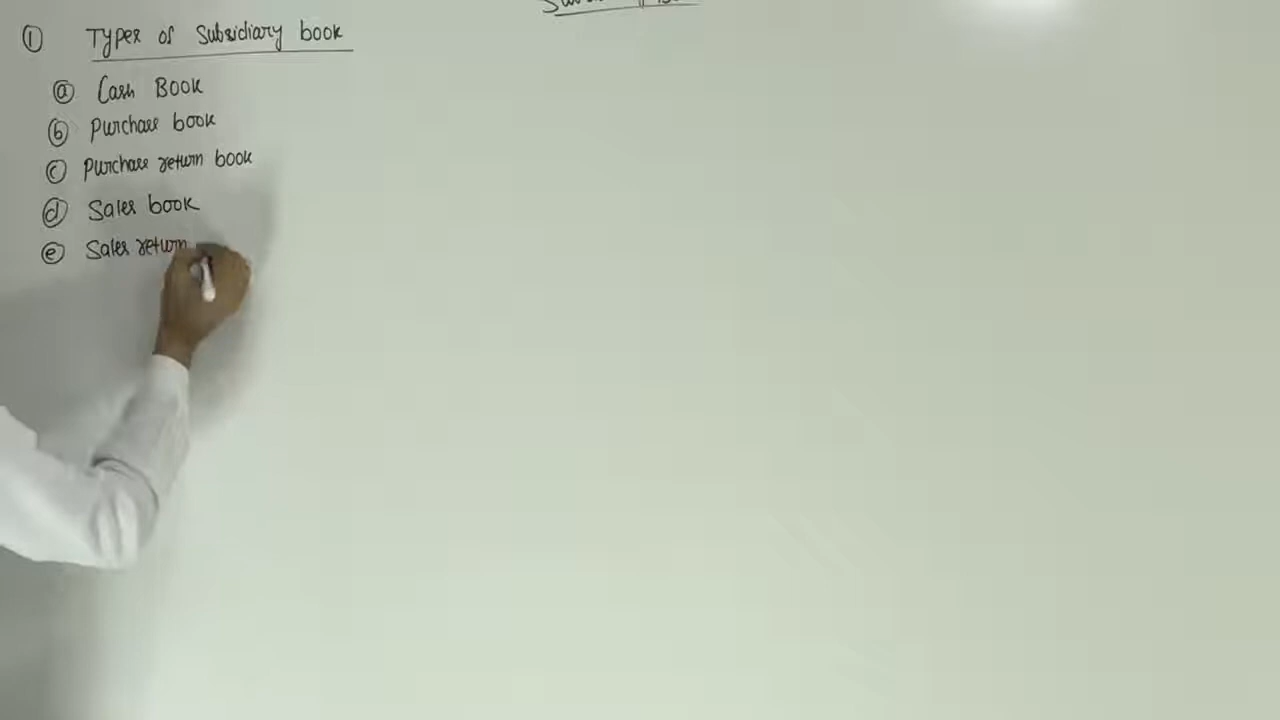 ① Types of Subsidiary book
ⓐ Cash Book
ⓑ Purchase book
ⓒ Purchase return book
ⓓ Sales book
ⓔ Sales return